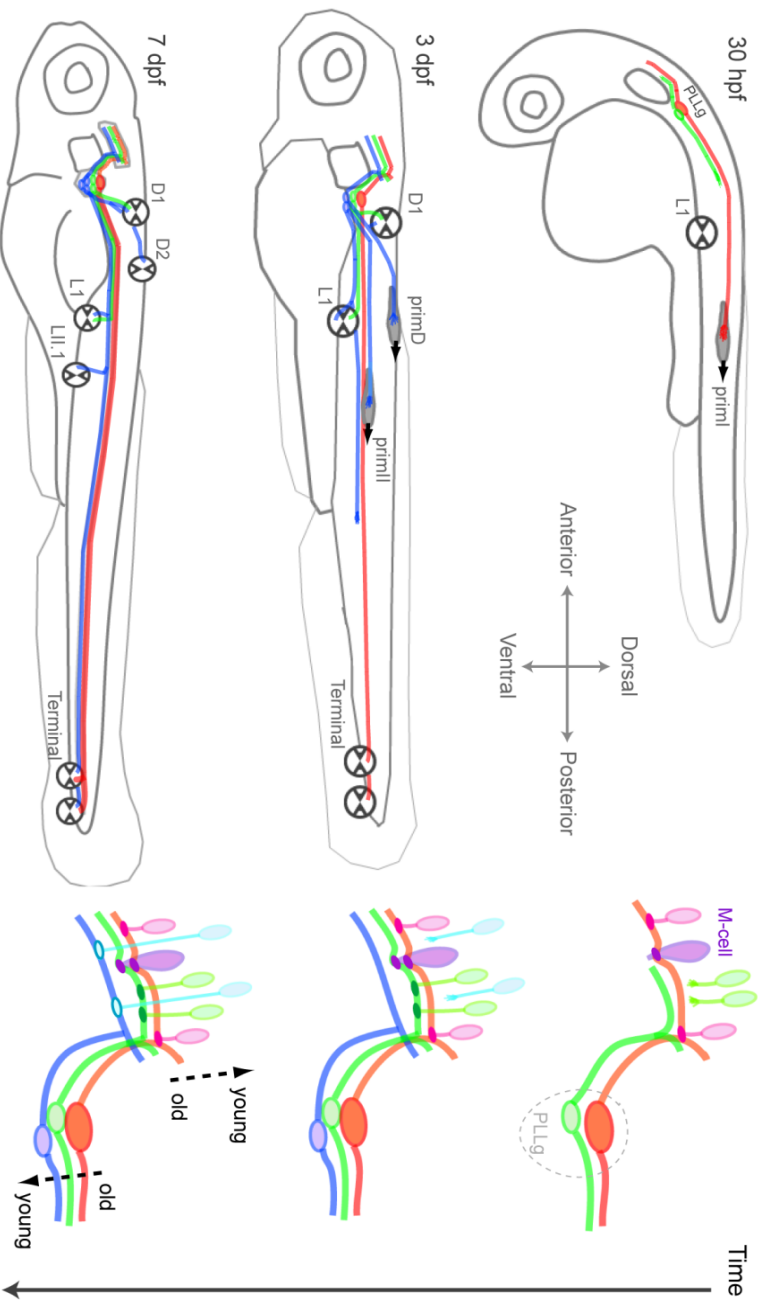 30 hpf
PLLg
L1
primI
3 dpf
D1
L1
primD
primII
Terminal
7 dpf
D1
D2
L1
LII.1
Terminal
Dorsal
Anterior
Posterior
Ventral
M-cell
PLLg
young
old
old
young
Time